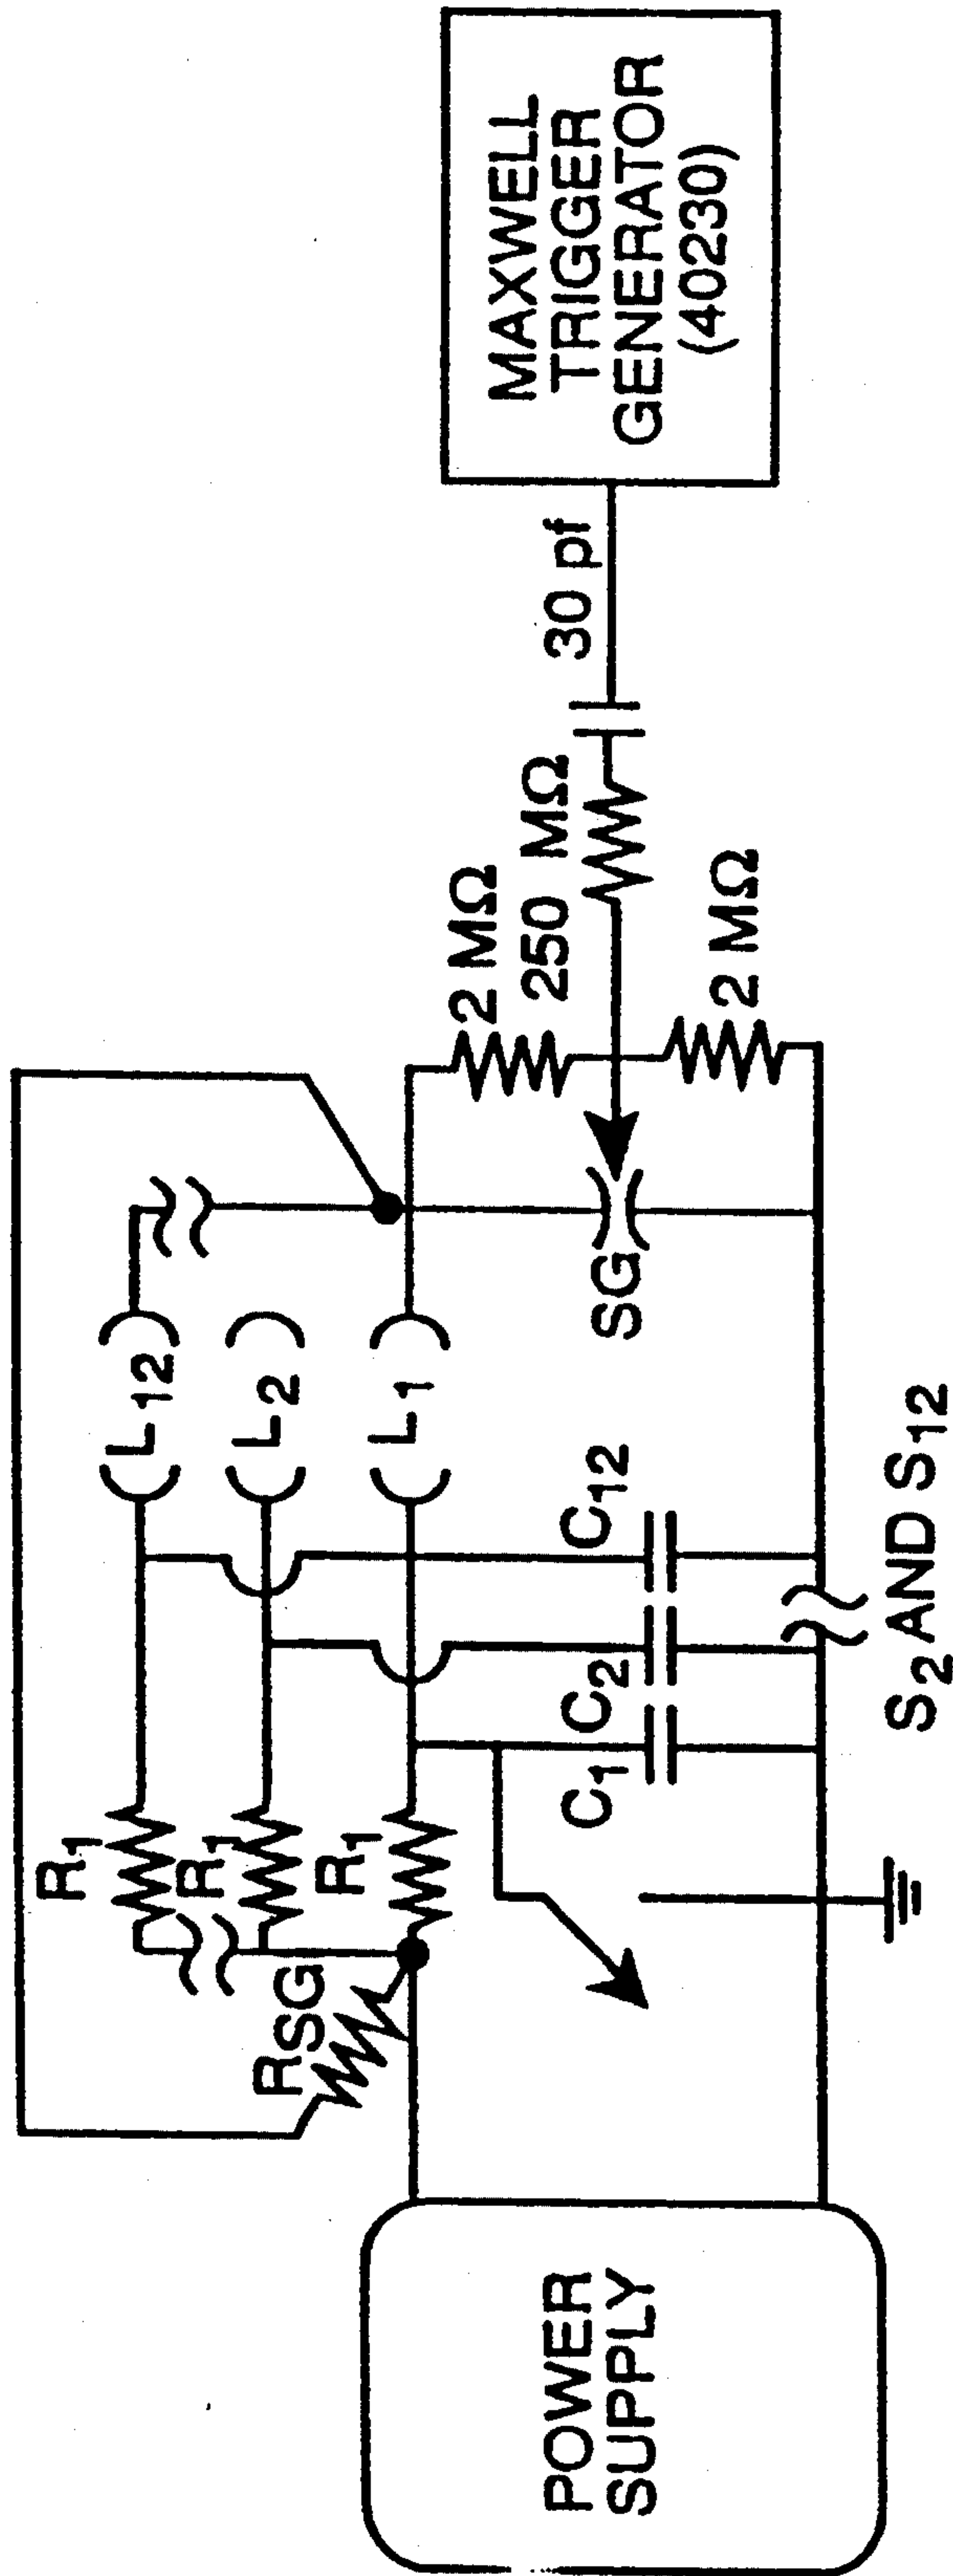 POWER
SUPPLY
RSG
R1
R1
R1
C1
C2
C12
S2 AND S12
L12
L2
L1
SG
2 MΩ
250 MΩ
2 MΩ
30 pf
MAXWELL
TRIGGER
GENERATOR
(40230)